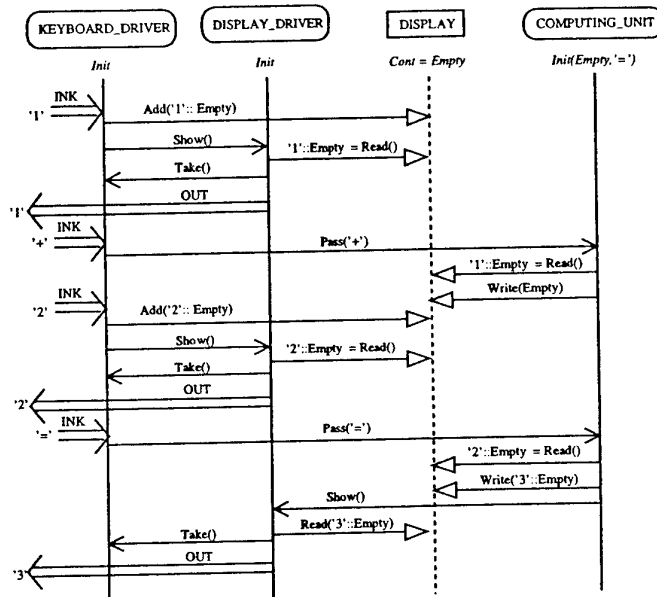 KEYBOARD_DRIVER DISPLAY_DRIVER DISPLAY COMPUTING_UNIT
Init Init Cont = Empty Init(Empty,'=')
INK
'1'
Add('1':: Empty)
Show()
'1'::Empty = Read()
Take()
OUT
'1'
INK
'+'
Pass('+')
'1'::Empty = Read()
INK
Write(Empty)
'2'
Add('2':: Empty)
Show()
'2'::Empty = Read()
Take()
OUT
'2'
INK
'='
Pass('=')
'2'::Empty = Read()
Write('3'::Empty)
Show()
Read('3'::Empty)
Take()
OUT
'3'